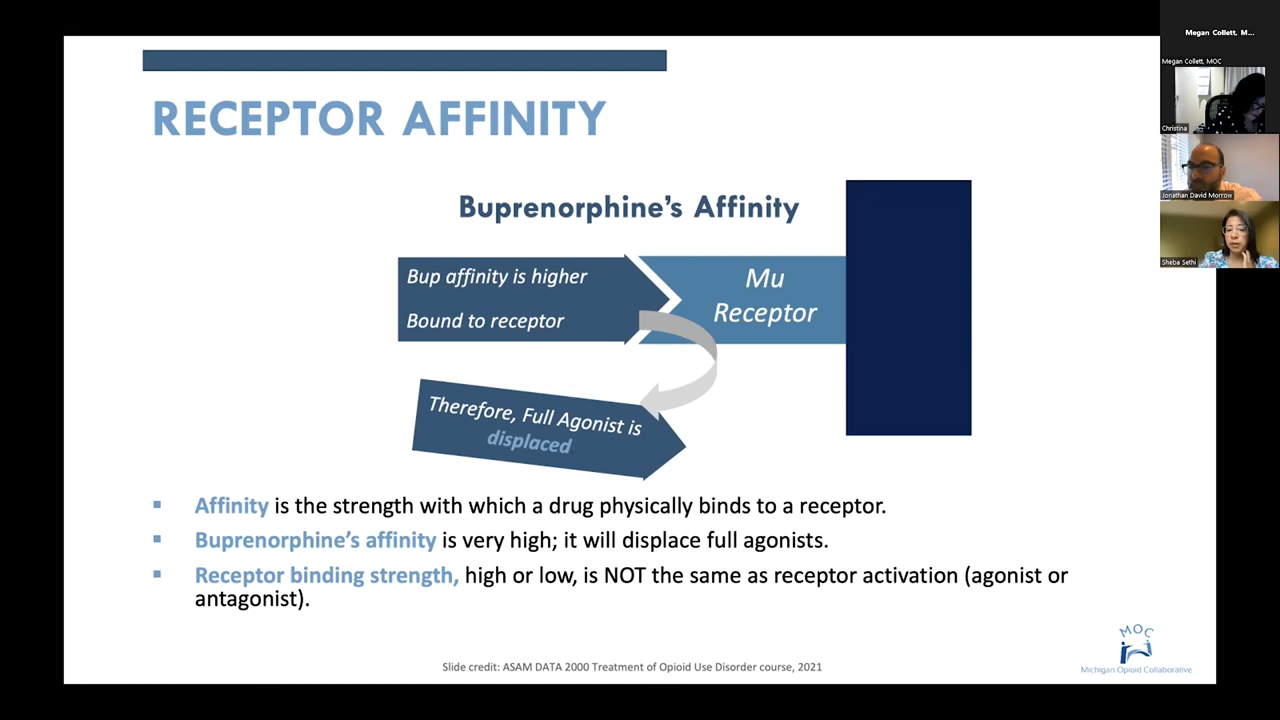 RECEPTOR AFFINITY
Buprenorphine's Affinity
Bup affinity is higher
Bound to receptor
Mu
Receptor
Therefore, Full Agonist is
displaced
▪ Affinity is the strength with which a drug physically binds to a receptor.
▪ Buprenorphine's affinity is very high; it will displace full agonists.
▪ Receptor binding strength, high or low, is NOT the same as receptor activation (agonist or
antagonist).
Slide credit: ASAM DATA 2000 Treatment of Opioid Use Disorder course, 2021
MOC
Michigan Opioid Collaborative
Megan Collett, M...
Megan Collett, MOC
Christina
Jonathan David Morrow
Sheba Sethi